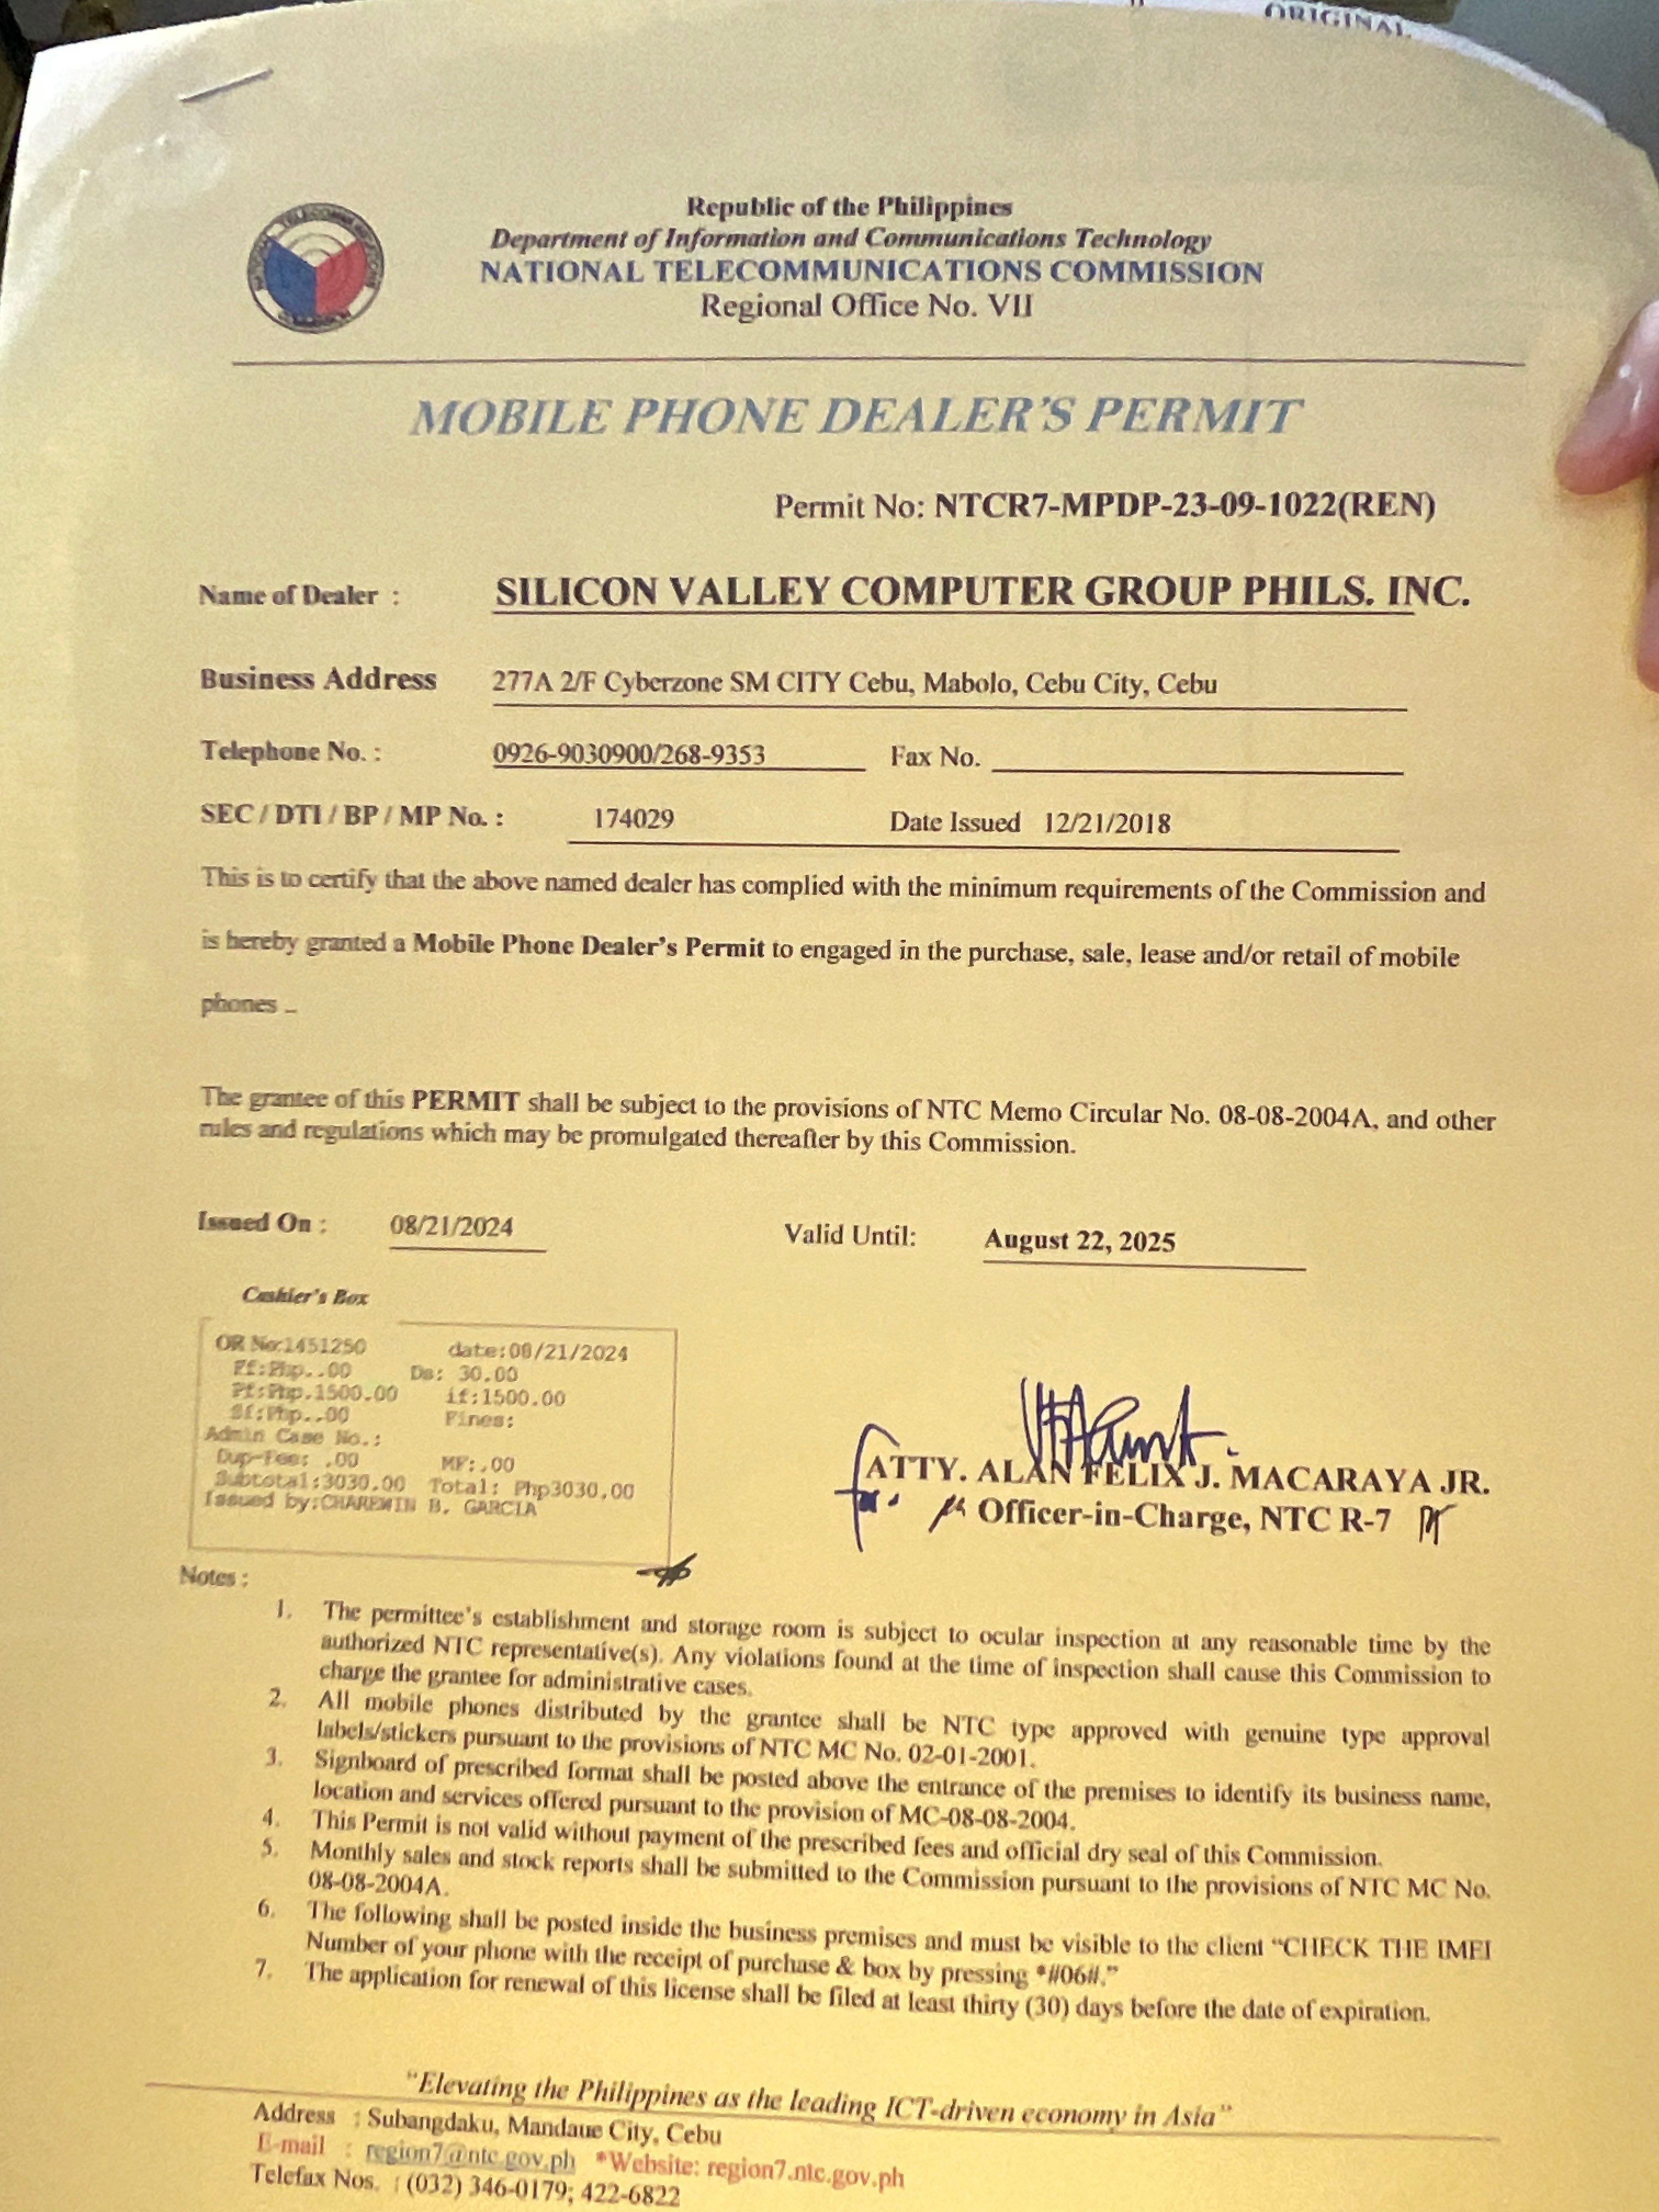 ORIGINAL
Republic of the Philippines
Department of Information and Communications Technology
NATIONAL TELECOMMUNICATIONS COMMISSION
Regional Office No. VII
MOBILE PHONE DEALER'S PERMIT
Permit No: NTCR7-MPDP-23-09-1022(REN)
Name of Dealer : SILICON VALLEY COMPUTER GROUP PHILS. INC.
Business Address 277A 2/F Cyberzone SM CITY Cebu, Mabolo, Cebu City, Cebu
Telephone No. : 0926-9030900/268-9353 Fax No.
SEC / DTI / BP / MP No. : 174029 Date Issued 12/21/2018
This is to certify that the above named dealer has complied with the minimum requirements of the Commission and
is hereby granted a Mobile Phone Dealer's Permit to engaged in the purchase, sale, lease and/or retail of mobile
phones ..
The grantee of this PERMIT shall be subject to the provisions of NTC Memo Circular No. 08-08-2004A, and other
rules and regulations which may be promulgated thereafter by this Commission.
Issued On : 08/21/2024 Valid Until: August 22, 2025
Cashier's Box
OR No:1451250 date:08/21/2024
Ff:Php..00 Ds: 30.00
Pf:Php.1500.00 if:1500.00
Sf:Php..00 Fines:
Admin Case No.:
Dup-Fee: .00 MF:.00
Subtotal:3030.00 Total: Php3030.00
Issued by:CHAREWIN B. GARCIA
for.
ATTY. ALAN FELIX J. MACARAYA JR.
Officer-in-Charge, NTC R-7
Notes :
1. The permittee's establishment and storage room is subject to ocular inspection at any reasonable time by the
authorized NTC representative(s). Any violations found at the time of inspection shall cause this Commission to
charge the grantee for administrative cases.
2. All mobile phones distributed by the grantee shall be NTC type approved with genuine type approval
labels/stickers pursuant to the provisions of NTC MC No. 02-01-2001.
3. Signboard of prescribed format shall be posted above the entrance of the premises to identify its business name,
location and services offered pursuant to the provision of MC-08-08-2004.
4. This Permit is not valid without payment of the prescribed fees and official dry seal of this Commission.
5. Monthly sales and stock reports shall be submitted to the Commission pursuant to the provisions of NTC MC No.
08-08-2004A.
6. The following shall be posted inside the business premises and must be visible to the client "CHECK THE IMEI
Number of your phone with the receipt of purchase & box by pressing *#06#."
7. The application for renewal of this license shall be filed at least thirty (30) days before the date of expiration.
"Elevating the Philippines as the leading ICT-driven economy in Asia"
Address : Subangdaku, Mandaue City, Cebu
E-mail : region7@ntc.gov.ph *Website: region7.ntc.gov.ph
Telefax Nos. : (032) 346-0179; 422-6822